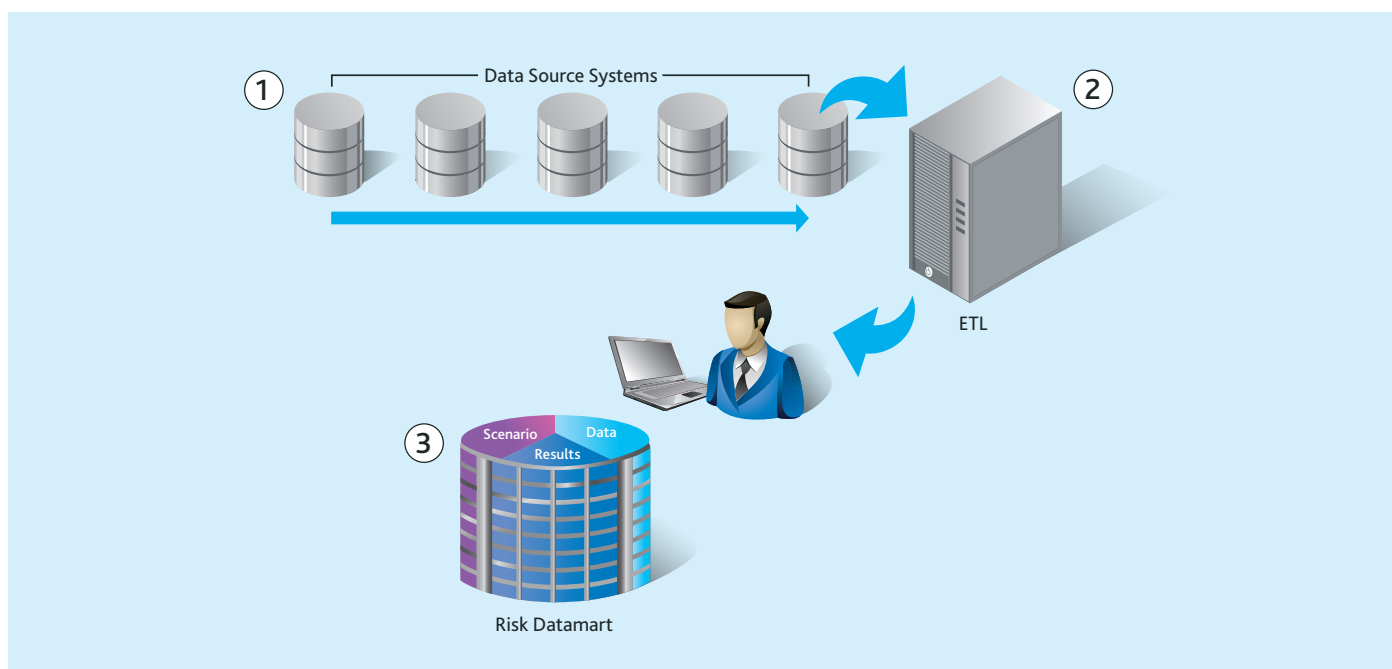 1
Data Source Systems
2
ETL
3
Scenario
Data
Results
Risk Datamart